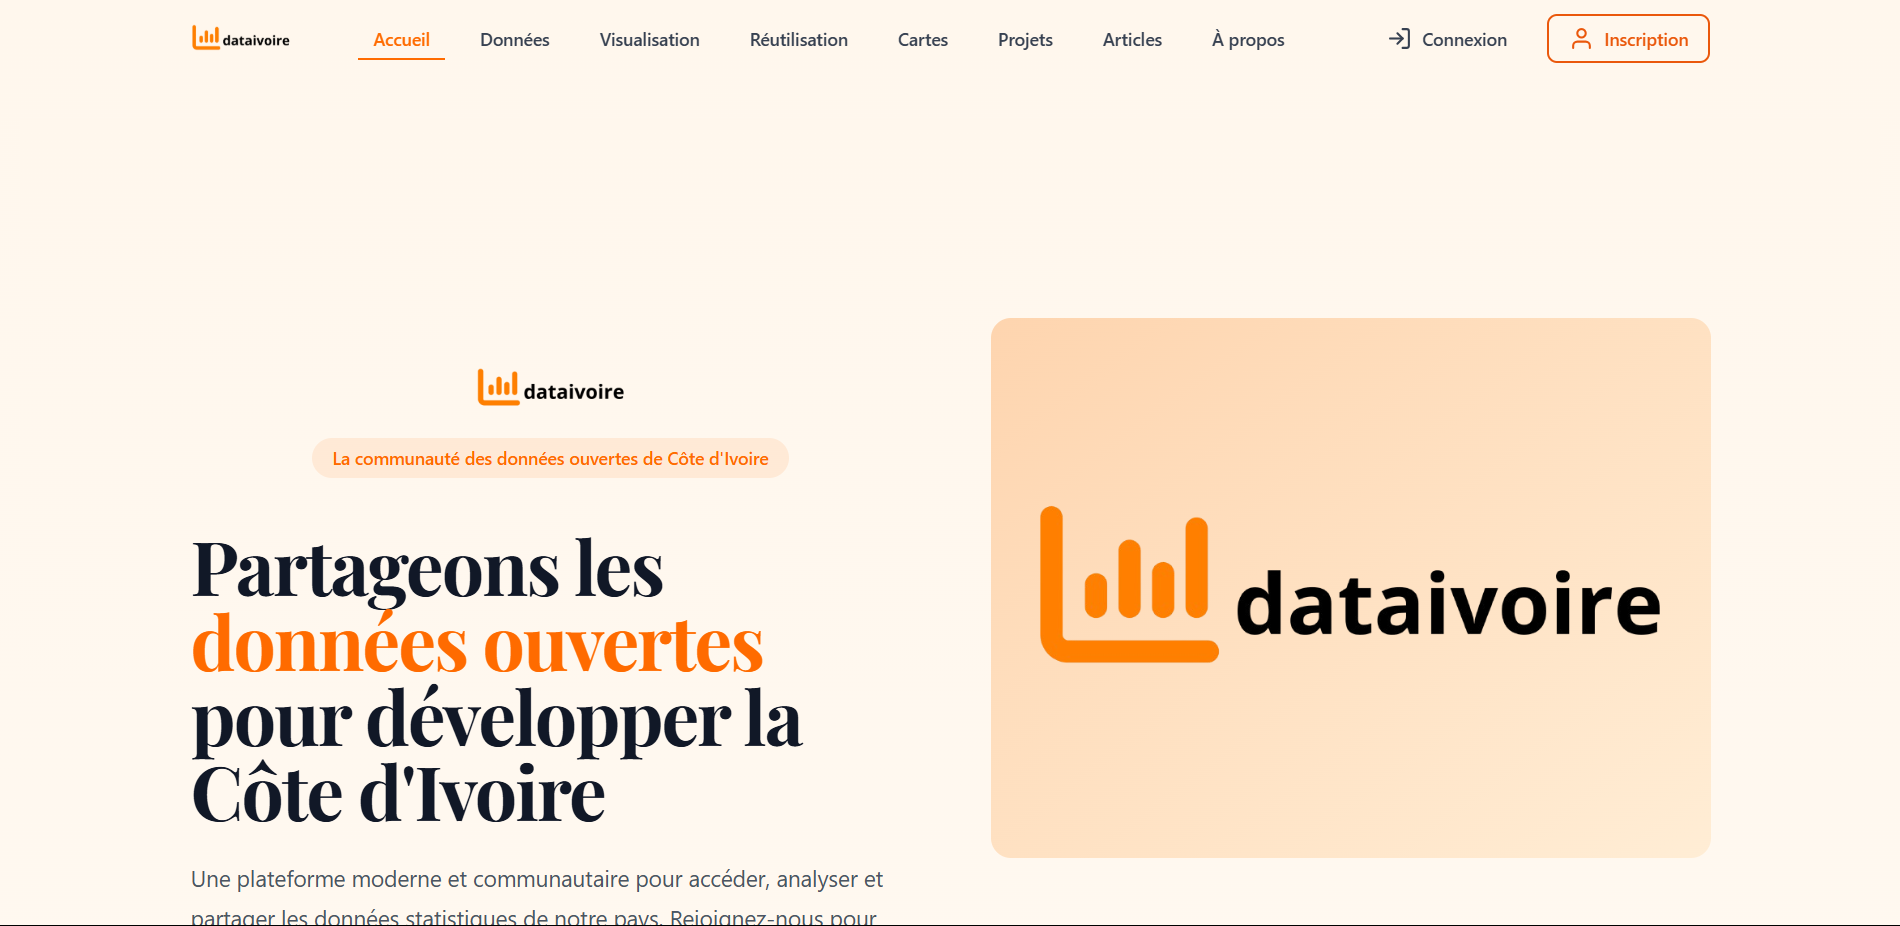 dataivoire
Accueil
Données
Visualisation
Réutilisation
Cartes
Projets
Articles
À propos
Connexion
Inscription
dataivoire
La communauté des données ouvertes de Côte d'Ivoire
Partageons les
données ouvertes
pour développer la
Côte d'Ivoire
Une plateforme moderne et communautaire pour accéder, analyser et
partager les données statistiques de notre pays. Rejoignez-nous pour
dataivoire